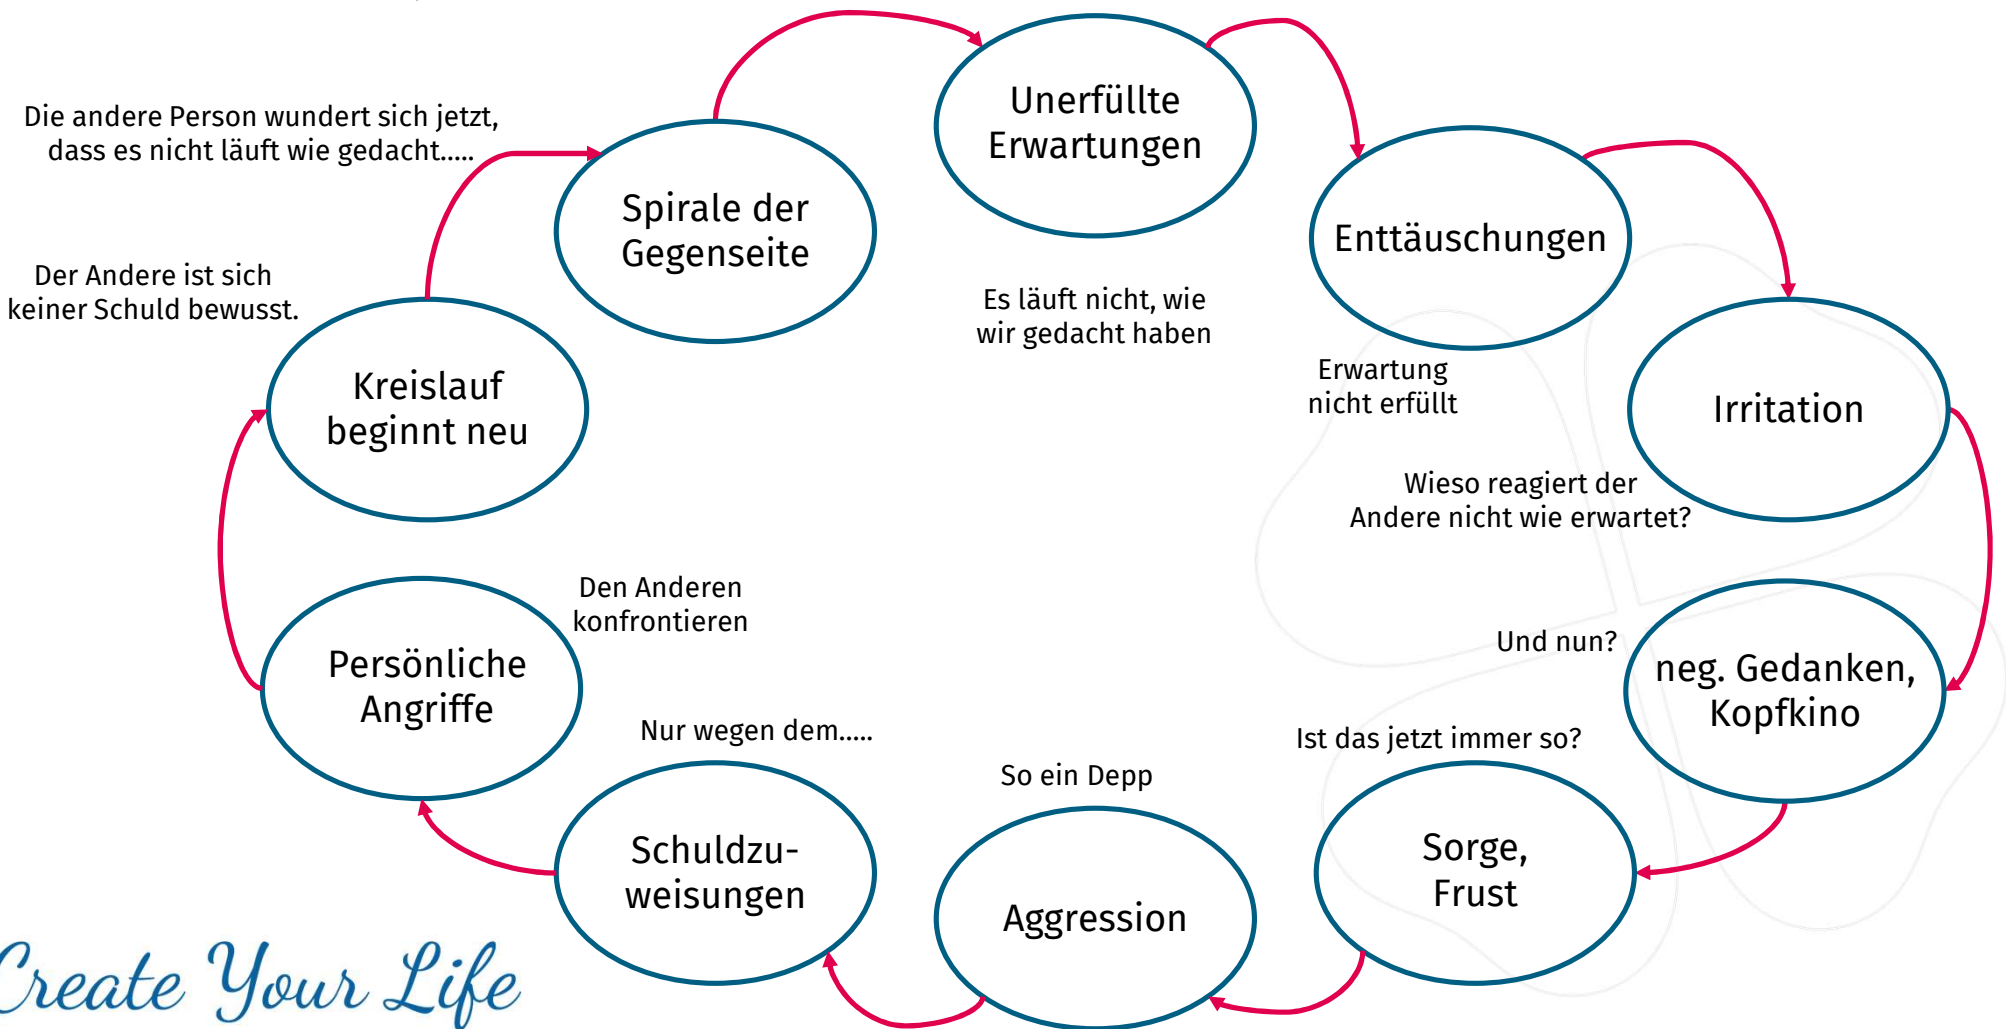 Unerfüllte
Erwartungen
Es läuft nicht, wie
wir gedacht haben
Enttäuschungen
Erwartung
nicht erfüllt
Irritation
Wieso reagiert der
Andere nicht wie erwartet?
neg. Gedanken,
Kopfkino
Und nun?
Sorge,
Frust
Ist das jetzt immer so?
Aggression
So ein Depp
Schuldzu-
weisungen
Nur wegen dem.....
Persönliche
Angriffe
Den Anderen
konfrontieren
Kreislauf
beginnt neu
Der Andere ist sich
keiner Schuld bewusst.
Spirale der
Gegenseite
Die andere Person wundert sich jetzt,
dass es nicht läuft wie gedacht.....
Create Your Life